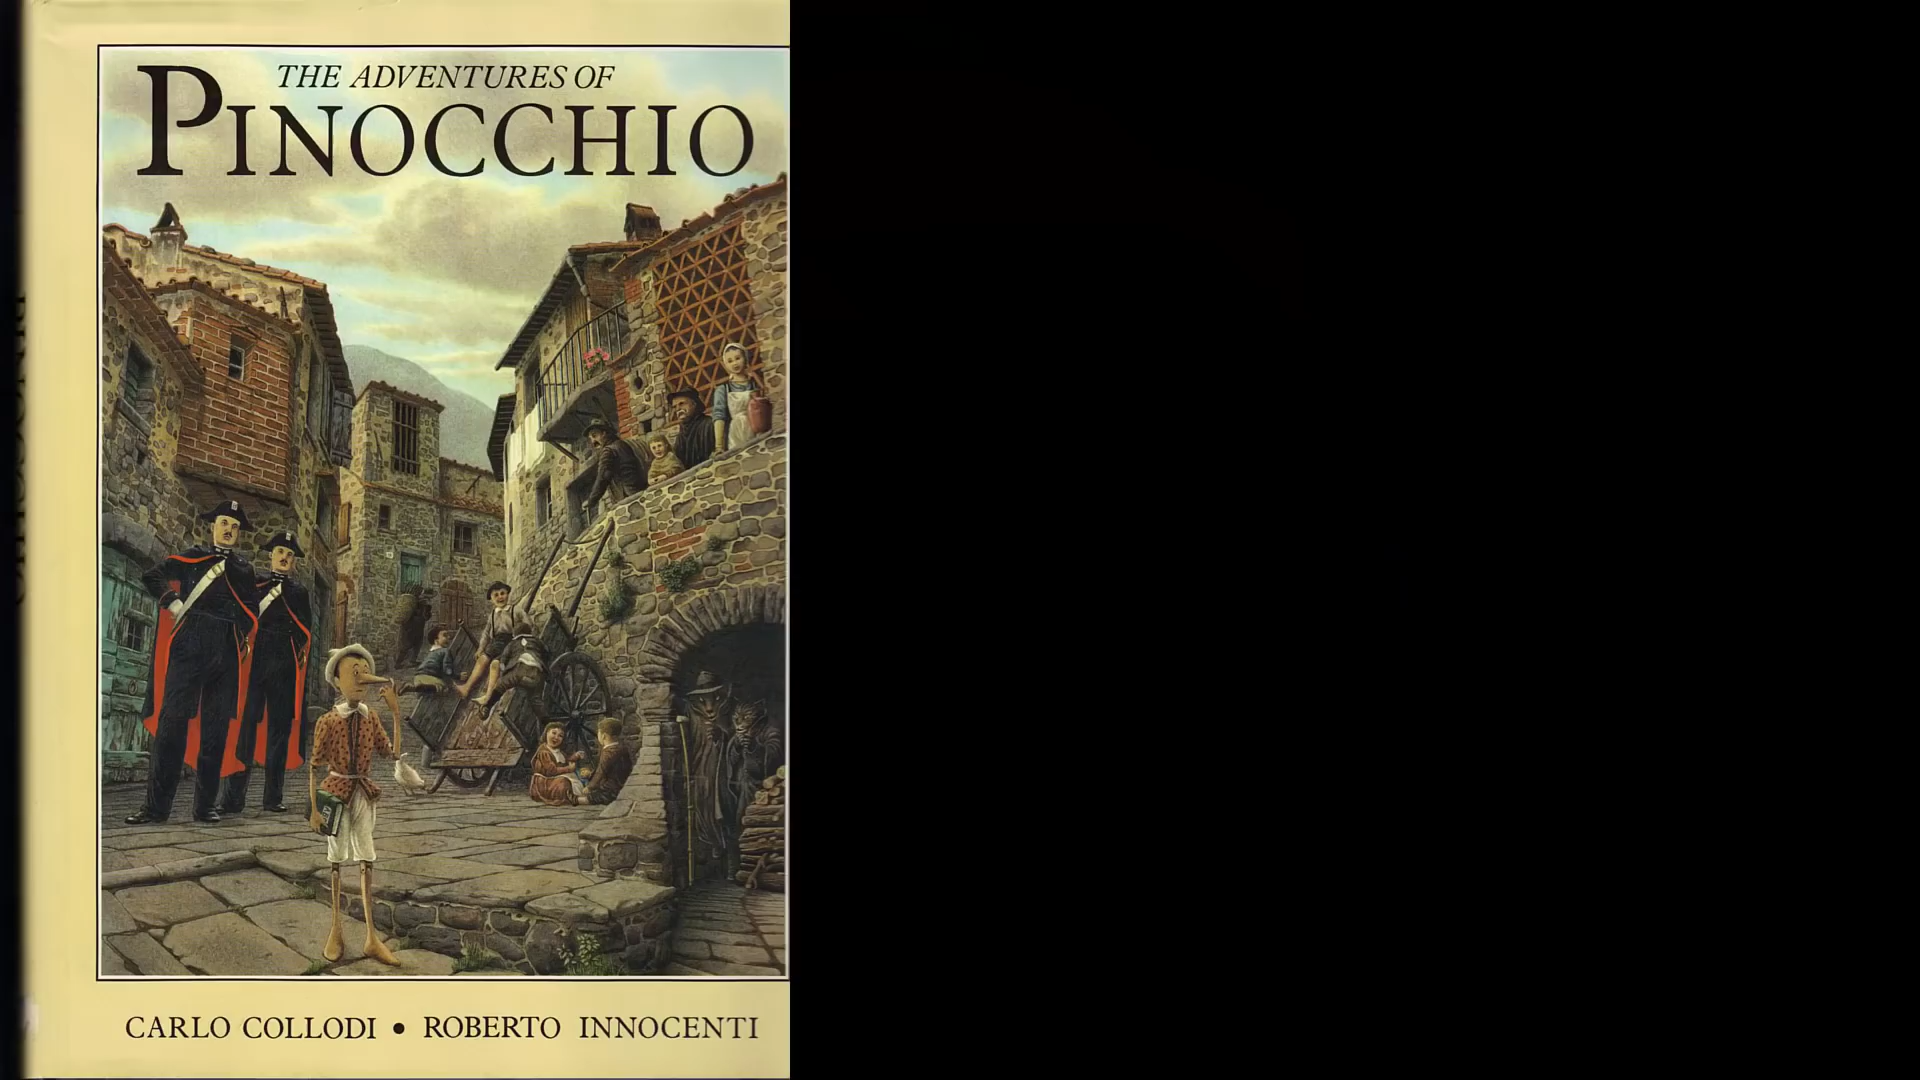 THE ADVENTURES OF
PINOCCHIO
CARLO COLLODI • ROBERTO INNOCENTI